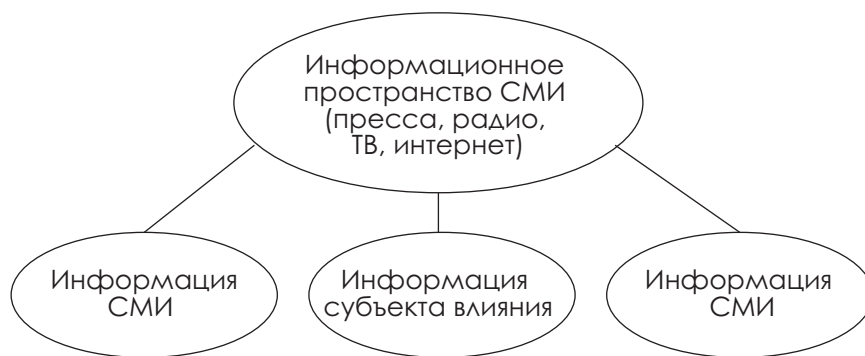 Информационное
пространство СМИ
(пресса, радио,
ТВ, интернет)
Информация
СМИ
Информация
субъекта влияния
Информация
СМИ